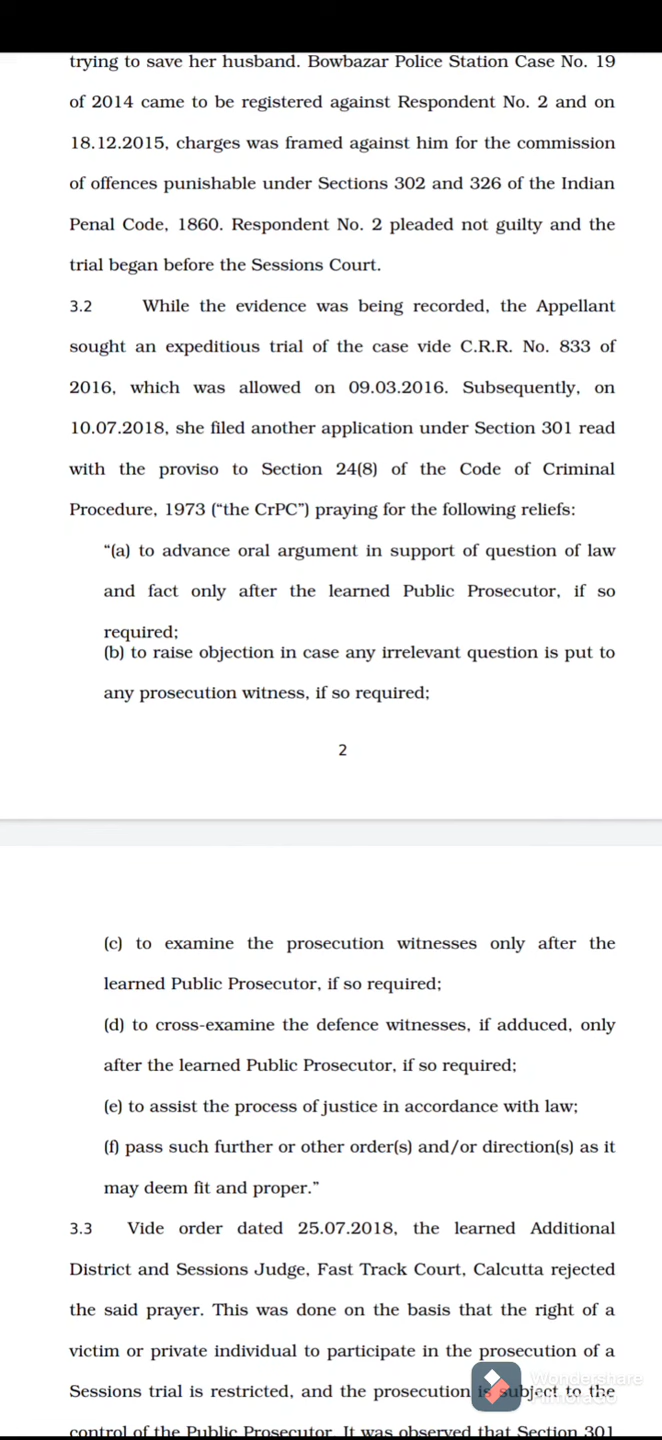 trying to save her husband. Bowbazar Police Station Case No. 19
of 2014 came to be registered against Respondent No. 2 and on
18.12.2015, charges was framed against him for the commission
of offences punishable under Sections 302 and 326 of the Indian
Penal Code, 1860. Respondent No. 2 pleaded not guilty and the
trial began before the Sessions Court.
3.2 While the evidence was being recorded, the Appellant
sought an expeditious trial of the case vide C.R.R. No. 833 of
2016, which was allowed on 09.03.2016. Subsequently, on
10.07.2018, she filed another application under Section 301 read
with the proviso to Section 24(8) of the Code of Criminal
Procedure, 1973 (“the CrPC”) praying for the following reliefs:
“(a) to advance oral argument in support of question of law
and fact only after the learned Public Prosecutor, if so
required;
(b) to raise objection in case any irrelevant question is put to
any prosecution witness, if so required;
2
(c) to examine the prosecution witnesses only after the
learned Public Prosecutor, if so required;
(d) to cross-examine the defence witnesses, if adduced, only
after the learned Public Prosecutor, if so required;
(e) to assist the process of justice in accordance with law;
(f) pass such further or other order(s) and/or direction(s) as it
may deem fit and proper.”
3.3 Vide order dated 25.07.2018, the learned Additional
District and Sessions Judge, Fast Track Court, Calcutta rejected
the said prayer. This was done on the basis that the right of a
victim or private individual to participate in the prosecution of a
Sessions trial is restricted, and the prosecution is subject to the
control of the Public Prosecutor. It was observed that Section 301
Wondershare
Filmora